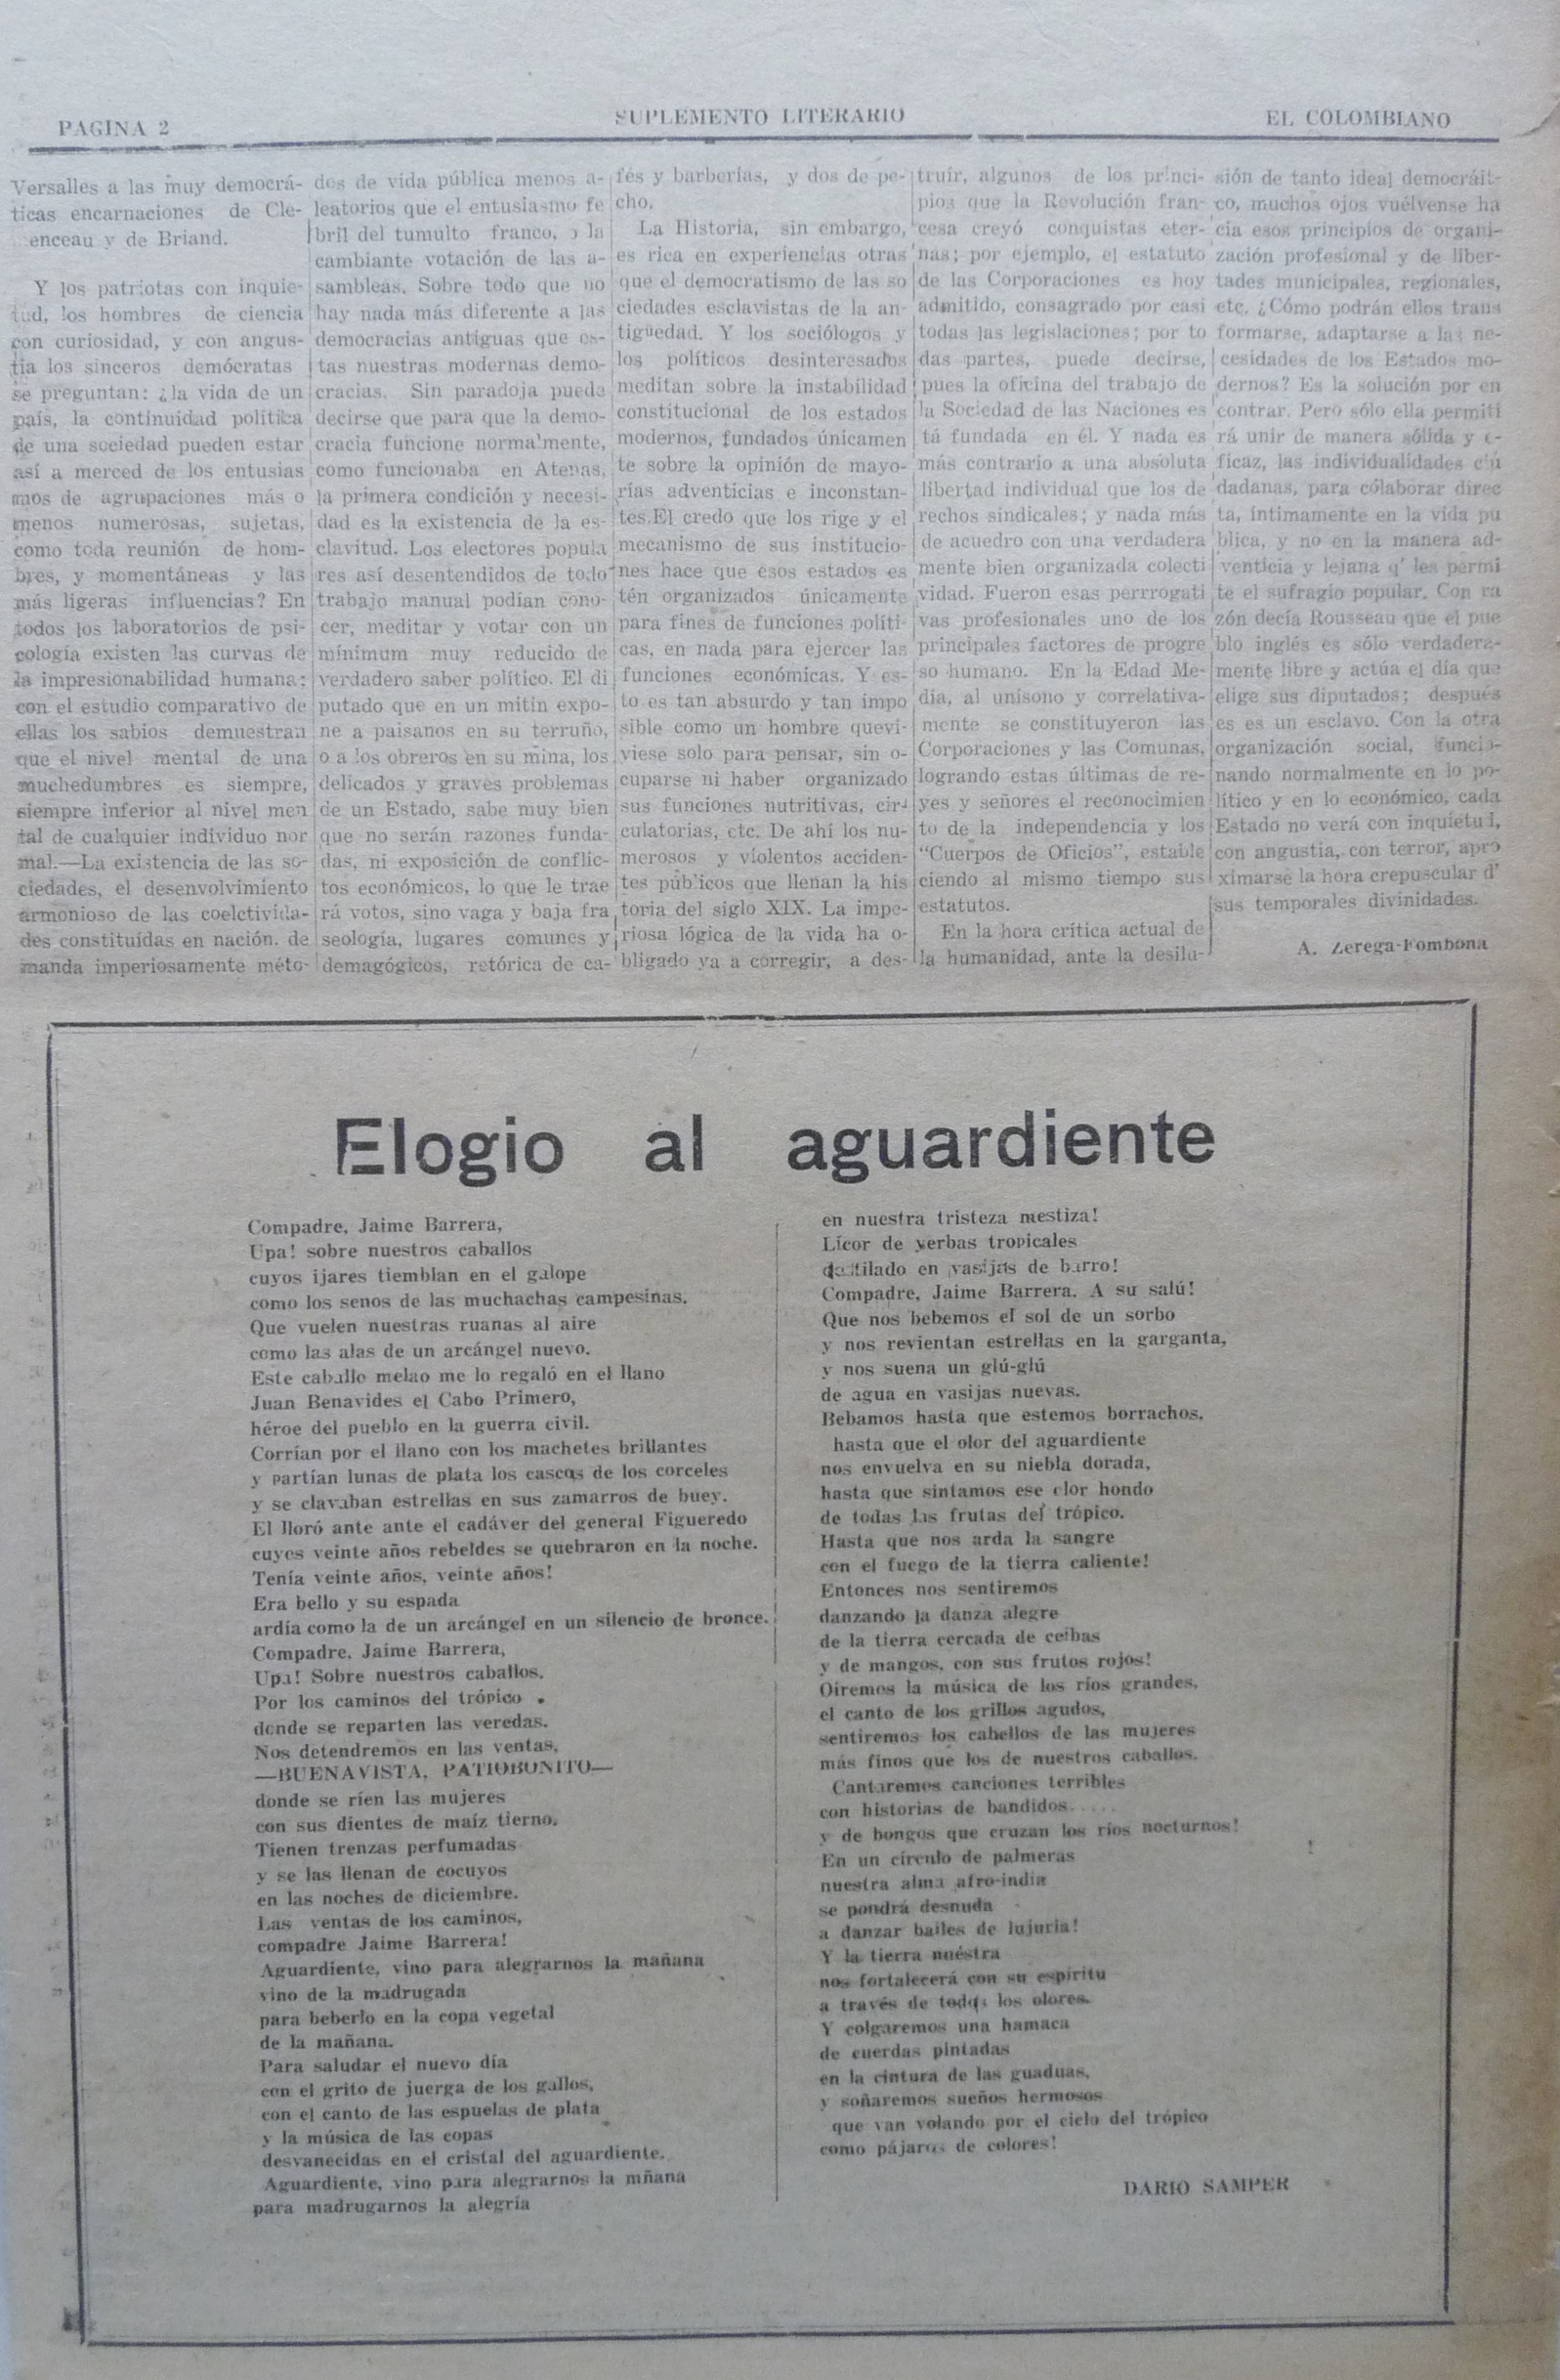 PAGINA 2
SUPLEMENTO LITERARIO
EL COLOMBIANO
Versalles a las muy democrá-
ticas encarnaciones de Cle-
enceau y de Briand.
Y los patriotas con inquie-
tud, los hombres de ciencia
con curiosidad, y con angus-
tia los sinceros demócratas
se preguntan: ¿la vida de un
país, la continuidad política
de una sociedad pueden estar
así a merced de los entusias
mos de agrupaciones más o
menos numerosas, sujetas,
como toda reunión de hom-
bres, y momentáneas y las
más ligeras influencias? En
todos los laboratorios de psi-
cología existen las curvas de
la impresionabilidad humana:
con el estudio comparativo de
ellas los sabios demuestran
que el nivel mental de una
muchedumbres es siempre,
siempre inferior al nivel men
tal de cualquier individuo nor
mal.—La existencia de las so-
ciedades, el desenvolvimiento
armonioso de las coelctivida-
des constituídas en nación. de
manda imperiosamente méto-
dos de vida pública menos a-
leatorios que el entusiasmo fe
bril del tumulto franco, o la
cambiante votación de las a-
sambleas. Sobre todo que no
hay nada más diferente a las
democracias antiguas que es-
tas nuestras modernas demo-
cracias. Sin paradoja puede
decirse que para que la demo-
cracia funcione normalmente,
como funcionaba en Atenas,
la primera condición y necesi-
dad es la existencia de la es-
clavitud. Los electores popula
res así desentendidos de todo
trabajo manual podían cono-
cer, meditar y votar con un
mínimum muy reducido de
verdadero saber político. El di
putado que en un mitin expo-
ne a paisanos en su terruño,
o a los obreros en su mina, los
delicados y graves problemas
de un Estado, sabe muy bien
que no serán razones funda-
das, ni exposición de conflic-
tos económicos, lo que le trae
rá votos, sino vaga y baja fra
seología, lugares comunes y
demagógicos, retórica de ca-
fés y barberías, y dos de pe-
cho.
La Historia, sin embargo,
es rica en experiencias otras
que el democratismo de las so
ciedades esclavistas de la an-
tigüedad. Y los sociólogos y
los políticos desinteresados
meditan sobre la instabilidad
constitucional de los estados
modernos, fundados únicamen
te sobre la opinión de mayo-
rías adventicias e inconstan-
tes.El credo que los rige y el
mecanismo de sus institucio-
nes hace que esos estados es
tén organizados únicamente
para fines de funciones políti-
cas, en nada para ejercer las
funciones económicas. Y es-
to es tan absurdo y tan impo
sible como un hombre quevi-
viese solo para pensar, sin o-
cuparse ni haber organizado
sus funciones nutritivas, cir-
culatorias, etc. De ahí los nu-
merosos y violentos acciden-
tes públicos que llenan la his
toria del siglo XIX. La impe-
riosa lógica de la vida ha o-
bligado ya a corregir, a des-
truír, algunos de los princi-
pios que la Revolución fran-
cesa creyó conquistas eter-
nas; por ejemplo, el estatuto
de las Corporaciones es hoy
admitido, consagrado por casi
todas las legislaciones; por to
das partes, puede decirse,
pues la oficina del trabajo de
la Sociedad de las Naciones es
tá fundada en él. Y nada es
más contrario a una absoluta
libertad individual que los de
rechos sindicales; y nada más
de acuedro con una verdadera
mente bien organizada colecti
vidad. Fueron esas perrrogati
vas profesionales uno de los
principales factores de progre
so humano. En la Edad Me-
dia, al unísono y correlativa-
mente se constituyeron las
Corporaciones y las Comunas,
logrando estas últimas de re-
yes y señores el reconocimien
to de la independencia y los
“Cuerpos de Oficios”, estable
ciendo al mismo tiempo sus
estatutos.
En la hora crítica actual de
la humanidad, ante la desilu-
sión de tanto ideal democráit-
co, muchos ojos vuélvense ha
cia esos principios de organi-
zación profesional y de liber-
tades municipales, regionales,
etc. ¿Cómo podrán ellos trans
formarse, adaptarse a las ne-
cesidades de los Estados mo-
dernos? Es la solución por en
contrar. Pero sólo ella permiti
rá unir de manera sólida y e-
ficaz, las individualidades ciu
dadanas, para cólaborar direc
ta, íntimamente en la vida pu
blica, y no en la manera ad-
venticia y lejana q' les permi
te el sufragio popular. Con ra
zón decía Rousseau que el pue
blo inglés es sólo verdadera-
mente libre y actúa el día que
elige sus diputados; después
es es un esclavo. Con la otra
organización social, funcio-
nando normalmente en lo po-
lítico y en lo económico, cada
Estado no verá con inquietud,
con angustia, con terror, apro
ximarse la hora crepuscular d'
sus temporales divinidades.
A. Zerega-Fombona
Elogio al aguardiente
Compadre, Jaime Barrera,
Upa! sobre nuestros caballos
cuyos ijares tiemblan en el galope
como los senos de las muchachas campesinas.
Que vuelen nuestras ruanas al aire
como las alas de un arcángel nuevo.
Este caballo melao me lo regaló en el llano
Juan Benavides el Cabo Primero,
héroe del pueblo en la guerra civil.
Corrían por el llano con los machetes brillantes
y partían lunas de plata los cascos de los corceles
y se clavaban estrellas en sus zamarros de buey.
El lloró ante ante el cadáver del general Figueredo
cuyos veinte años rebeldes se quebraron en la noche.
Tenía veinte años, veinte años!
Era bello y su espada
ardía como la de un arcángel en un silencio de bronce.
Compadre, Jaime Barrera,
Upa! Sobre nuestros caballos.
Por los caminos del trópico
donde se reparten las veredas.
Nos detendremos en las ventas,
—BUENAVISTA, PATIOBONITO—
donde se ríen las mujeres
con sus dientes de maíz tierno.
Tienen trenzas perfumadas
y se las llenan de cocuyos
en las noches de diciembre.
Las ventas de los caminos,
compadre Jaime Barrera!
Aguardiente, vino para alegrarnos la mañana
vino de la madrugada
para beberlo en la copa vegetal
de la mañana.
Para saludar el nuevo día
con el grito de juerga de los gallos,
con el canto de las espuelas de plata
y la música de las copas
desvanecidas en el cristal del aguardiente.
Aguardiente, vino para alegrarnos la mñana
para madrugarnos la alegría
en nuestra tristeza mestiza!
Licor de yerbas tropicales
destilado en vasijas de barro!
Compadre, Jaime Barrera. A su salú!
Que nos bebemos el sol de un sorbo
y nos revientan estrellas en la garganta,
y nos suena un glú-glú
de agua en vasijas nuevas.
Bebamos hasta que estemos borrachos,
hasta que el olor del aguardiente
nos envuelva en su niebla dorada,
hasta que sintamos ese olor hondo
de todas las frutas del trópico.
Hasta que nos arda la sangre
con el fuego de la tierra caliente!
Entonces nos sentiremos
danzando la danza alegre
de la tierra cercada de ceibas
y de mangos, con sus frutos rojos!
Oiremos la música de los ríos grandes,
el canto de los grillos agudos,
sentiremos los cabellos de las mujeres
más finos que los de nuestros caballos.
Cantaremos canciones terribles
con historias de bandidos.....
y de bongos que cruzan los ríos nocturnos!
En un círculo de palmeras
nuestra alma afro-india
se pondrá desnuda
a danzar bailes de lujuria!
Y la tierra nuéstra
nos fortalecerá con su espíritu
a través de todos los olores.
Y colgaremos una hamaca
de cuerdas pintadas
en la cintura de las guaduas,
y soñaremos sueños hermosos
que van volando por el cielo del trópico
como pájaros de colores!
DARIO SAMPER